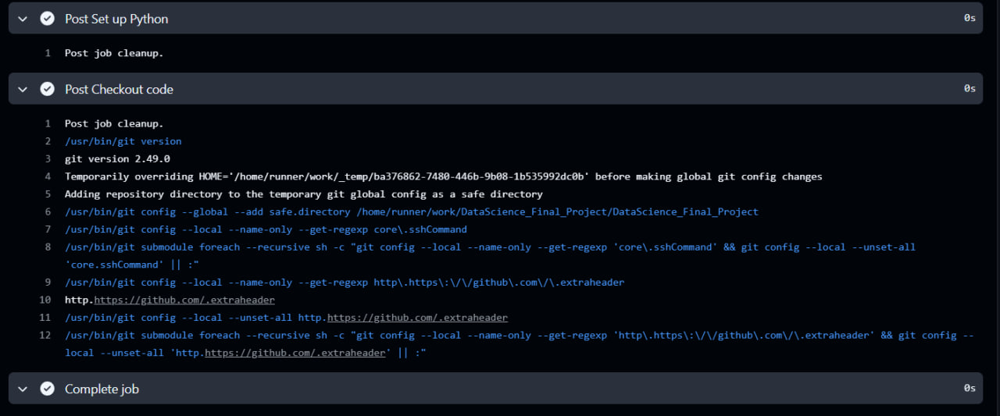 Post Set up Python 0s
1 Post job cleanup.
Post Checkout code 0s
1 Post job cleanup.
2 /usr/bin/git version
3 git version 2.49.0
4 Temporarily overriding HOME='/home/runner/work/_temp/ba376862-7480-446b-9b08-1b535992dc0b' before making global git config changes
5 Adding repository directory to the temporary git global config as a safe directory
6 /usr/bin/git config --global --add safe.directory /home/runner/work/DataScience_Final_Project/DataScience_Final_Project
7 /usr/bin/git config --local --name-only --get-regexp core\.sshCommand
8 /usr/bin/git submodule foreach --recursive sh -c "git config --local --name-only --get-regexp 'core\.sshCommand' && git config --local --unset-all
'core.sshCommand' || :"
9 /usr/bin/git config --local --name-only --get-regexp http\.https\:\/\/github\.com\/\.extraheader
10 http.https://github.com/.extraheader
11 /usr/bin/git config --local --unset-all http.https://github.com/.extraheader
12 /usr/bin/git submodule foreach --recursive sh -c "git config --local --name-only --get-regexp 'http\.https\:\/\/github\.com\/\.extraheader' && git config --
local --unset-all 'http.https://github.com/.extraheader' || :"
Complete job 0s